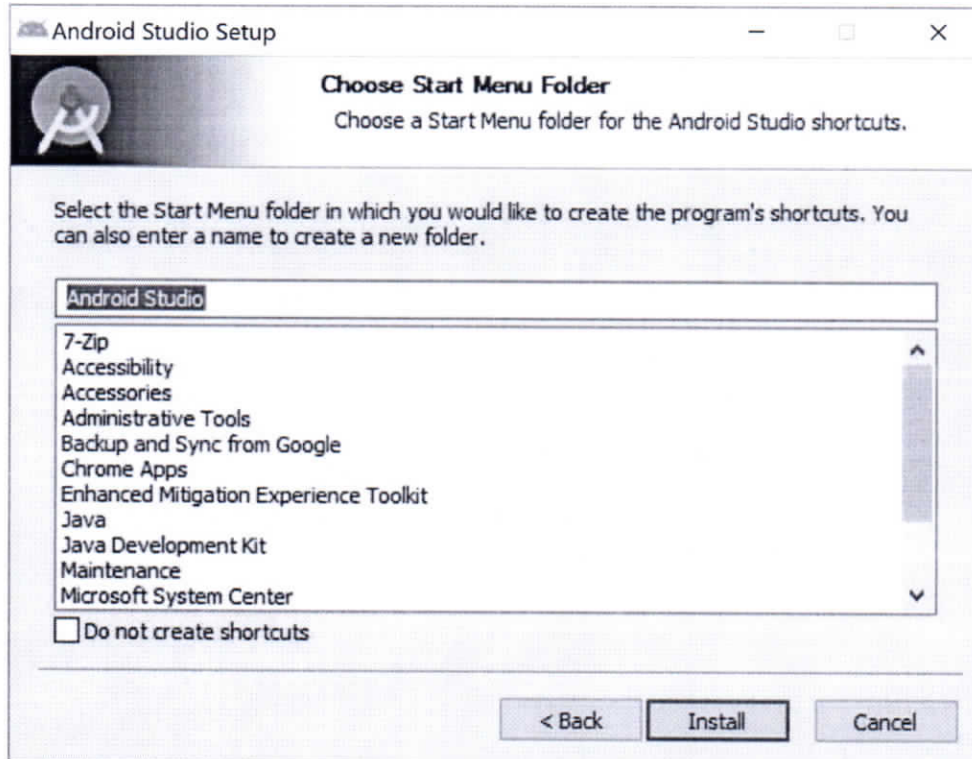 Android Studio Setup
Choose Start Menu Folder
Choose a Start Menu folder for the Android Studio shortcuts.
Select the Start Menu folder in which you would like to create the program's shortcuts. You
can also enter a name to create a new folder.
Android Studio
7-Zip
Accessibility
Accessories
Administrative Tools
Backup and Sync from Google
Chrome Apps
Enhanced Mitigation Experience Toolkit
Java
Java Development Kit
Maintenance
Microsoft System Center
Do not create shortcuts
< Back
Install
Cancel